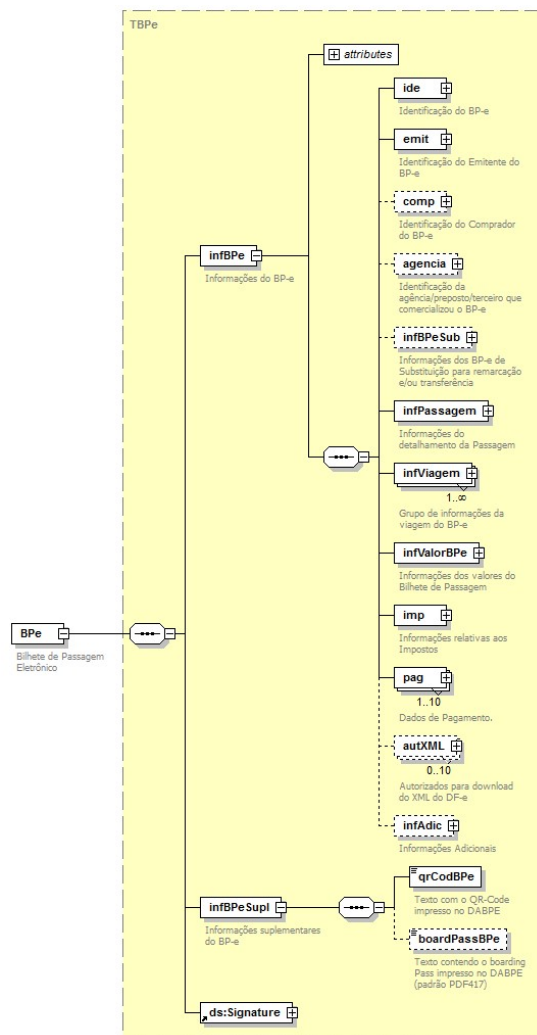 TBPe
attributes
ide
Identificação do BP-e
emit
Identificação do Emitente do
BP-e
comp
Identificação do Comprador
do BP-e
agencia
Identificação da
agência/preposto/terceiro que
comercializou o BP-e
infBPeSub
Informações dos BP-e de
Substituição para remarcação
e/ou transferência
infBPe
Informações do BP-e
infPassagem
Informações do
detalhamento da Passagem
infViagem
1..∞
Grupo de informações da
viagem do BP-e
infValorBPe
Informações dos valores do
Bilhete de Passagem
imp
Informações relativas aos
Impostos
pag
1..10
Dados de Pagamento.
autXML
0..10
Autorizados para download
do XML do DF-e
infAdic
Informações Adicionais
BPe
Bilhete de Passagem
Eletrônico
infBPeSupl
Informações suplementares
do BP-e
qrCodBPe
Texto com o QR-Code
impresso no DABPE
boardPassBPe
Texto contendo o boarding
Pass impresso no DABPE
(padrão PDF417)
ds:Signature